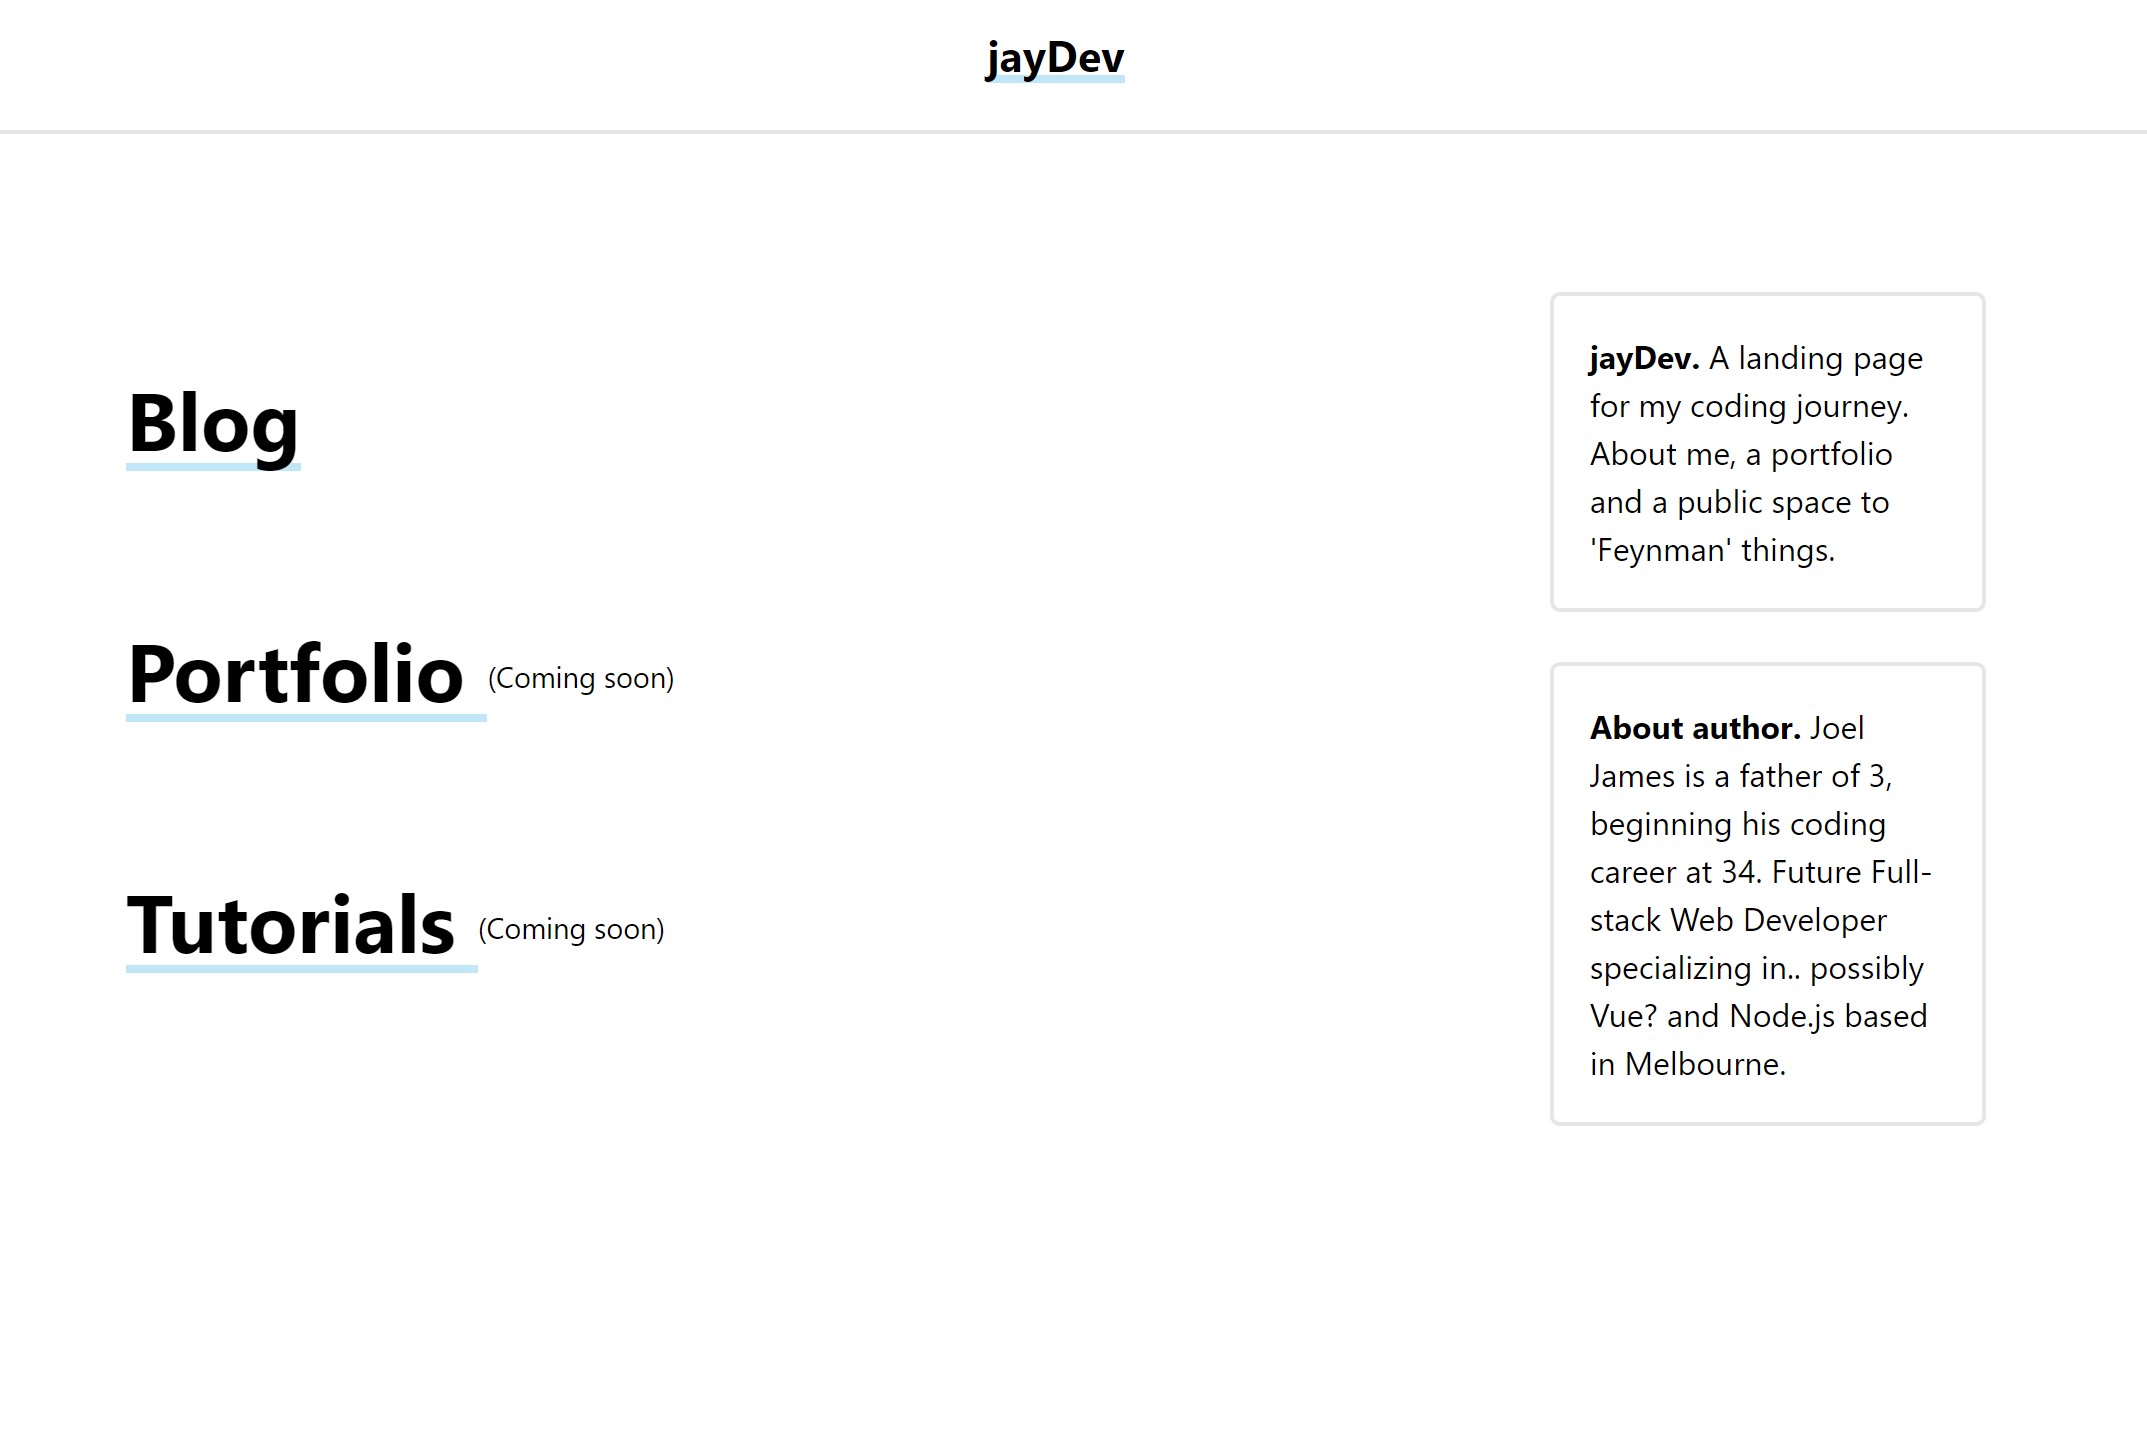 jayDev
Blog
Portfolio (Coming soon)
Tutorials (Coming soon)
jayDev. A landing page
for my coding journey.
About me, a portfolio
and a public space to
'Feynman' things.
About author. Joel
James is a father of 3,
beginning his coding
career at 34. Future Full-
stack Web Developer
specializing in.. possibly
Vue? and Node.js based
in Melbourne.